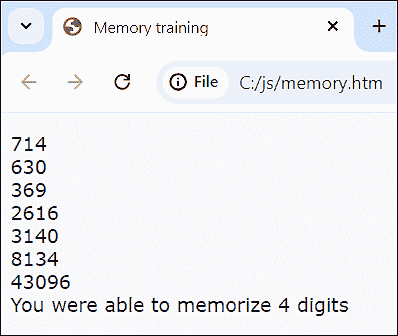 Memory training
File C:/js/memory.htm
714
630
369
2616
3140
8134
43096
You were able to memorize 4 digits